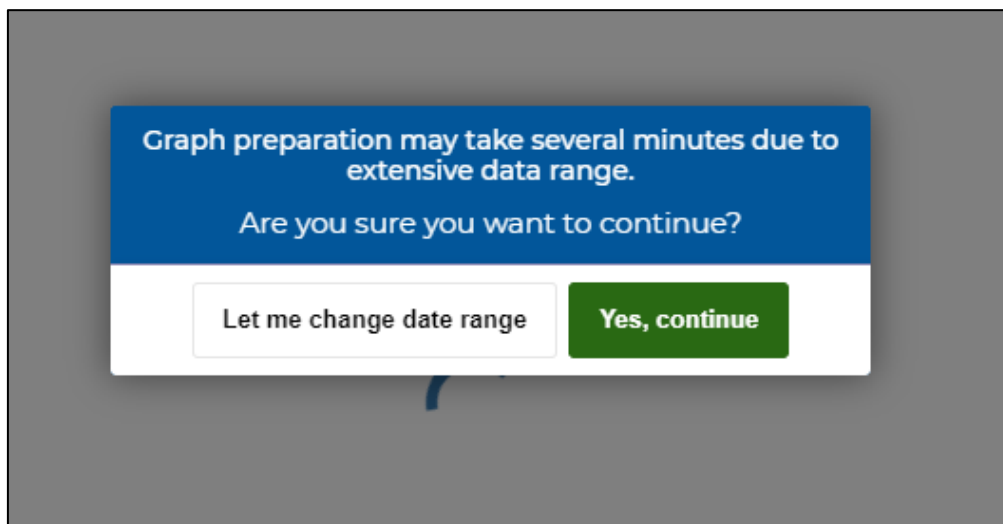 Graph preparation may take several minutes due to
extensive data range.
Are you sure you want to continue?
Let me change date range
Yes, continue